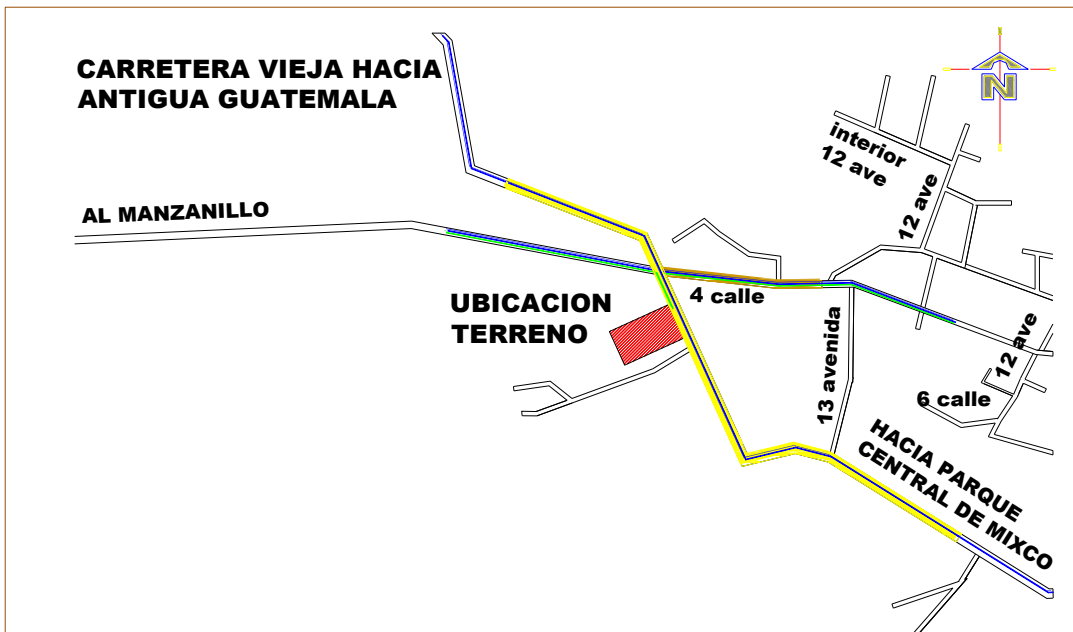 CARRETERA VIEJA HACIA
ANTIGUA GUATEMALA
N
interior
12 ave
12 ave
AL MANZANILLO
4 calle
UBICACION
TERRENO
13 avenida
12 ave
6 calle
HACIA PARQUE
CENTRAL DE MIXCO